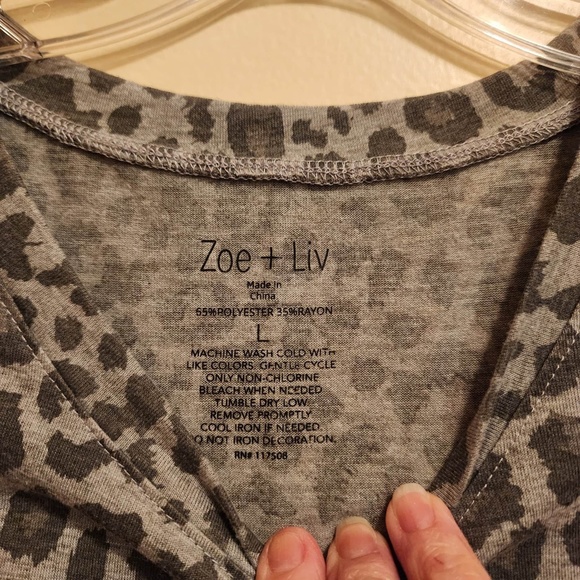 Zoe + Liv
Made In
China
65%POLYESTER 35%RAYON
L
MACHINE WASH COLD WITH
LIKE COLORS. GENTLE CYCLE
ONLY NON-CHLORINE
BLEACH WHEN NEEDED
TUMBLE DRY LOW.
REMOVE PROMPTLY
COOL IRON IF NEEDED.
O NOT IRON DECORATION.
RN# 117508